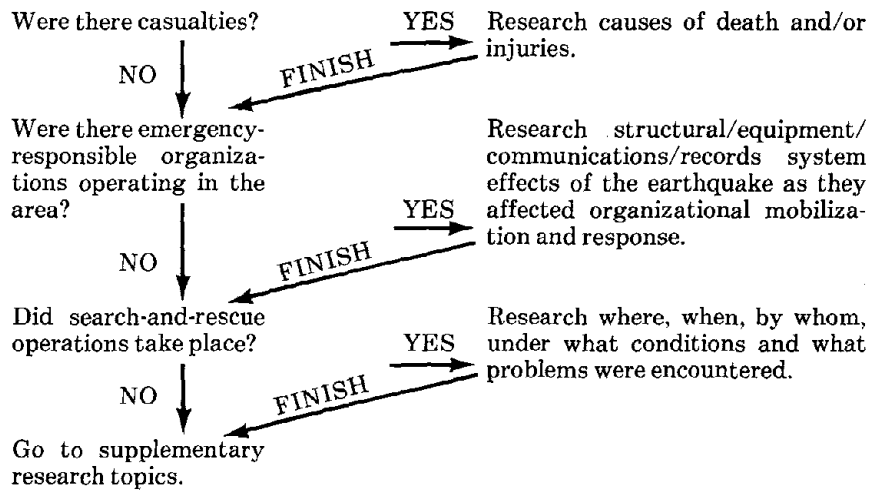 Were there casualties?
YES
Research causes of death and/or
injuries.
NO
FINISH
Were there emergency-
responsible organiza-
tions operating in the
area?
YES
Research structural/equipment/
communications/records system
effects of the earthquake as they
affected organizational mobiliza-
tion and response.
NO
FINISH
Did search-and-rescue
operations take place?
YES
Research where, when, by whom,
under what conditions and what
problems were encountered.
NO
FINISH
Go to supplementary
research topics.